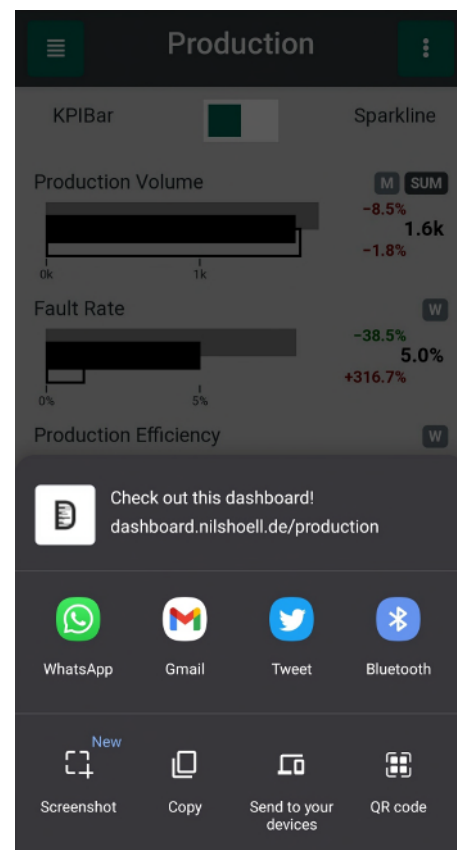 Production
KPIBar
Sparkline
Production Volume
M SUM
−8.5%
1.6k
−1.8%
0k 1k
Fault Rate
W
−38.5%
5.0%
+316.7%
0% 5%
Production Efficiency
W
D
Check out this dashboard!
dashboard.nilshoell.de/production
WhatsApp
Gmail
Tweet
Bluetooth
New
Screenshot
Copy
Send to your
devices
QR code